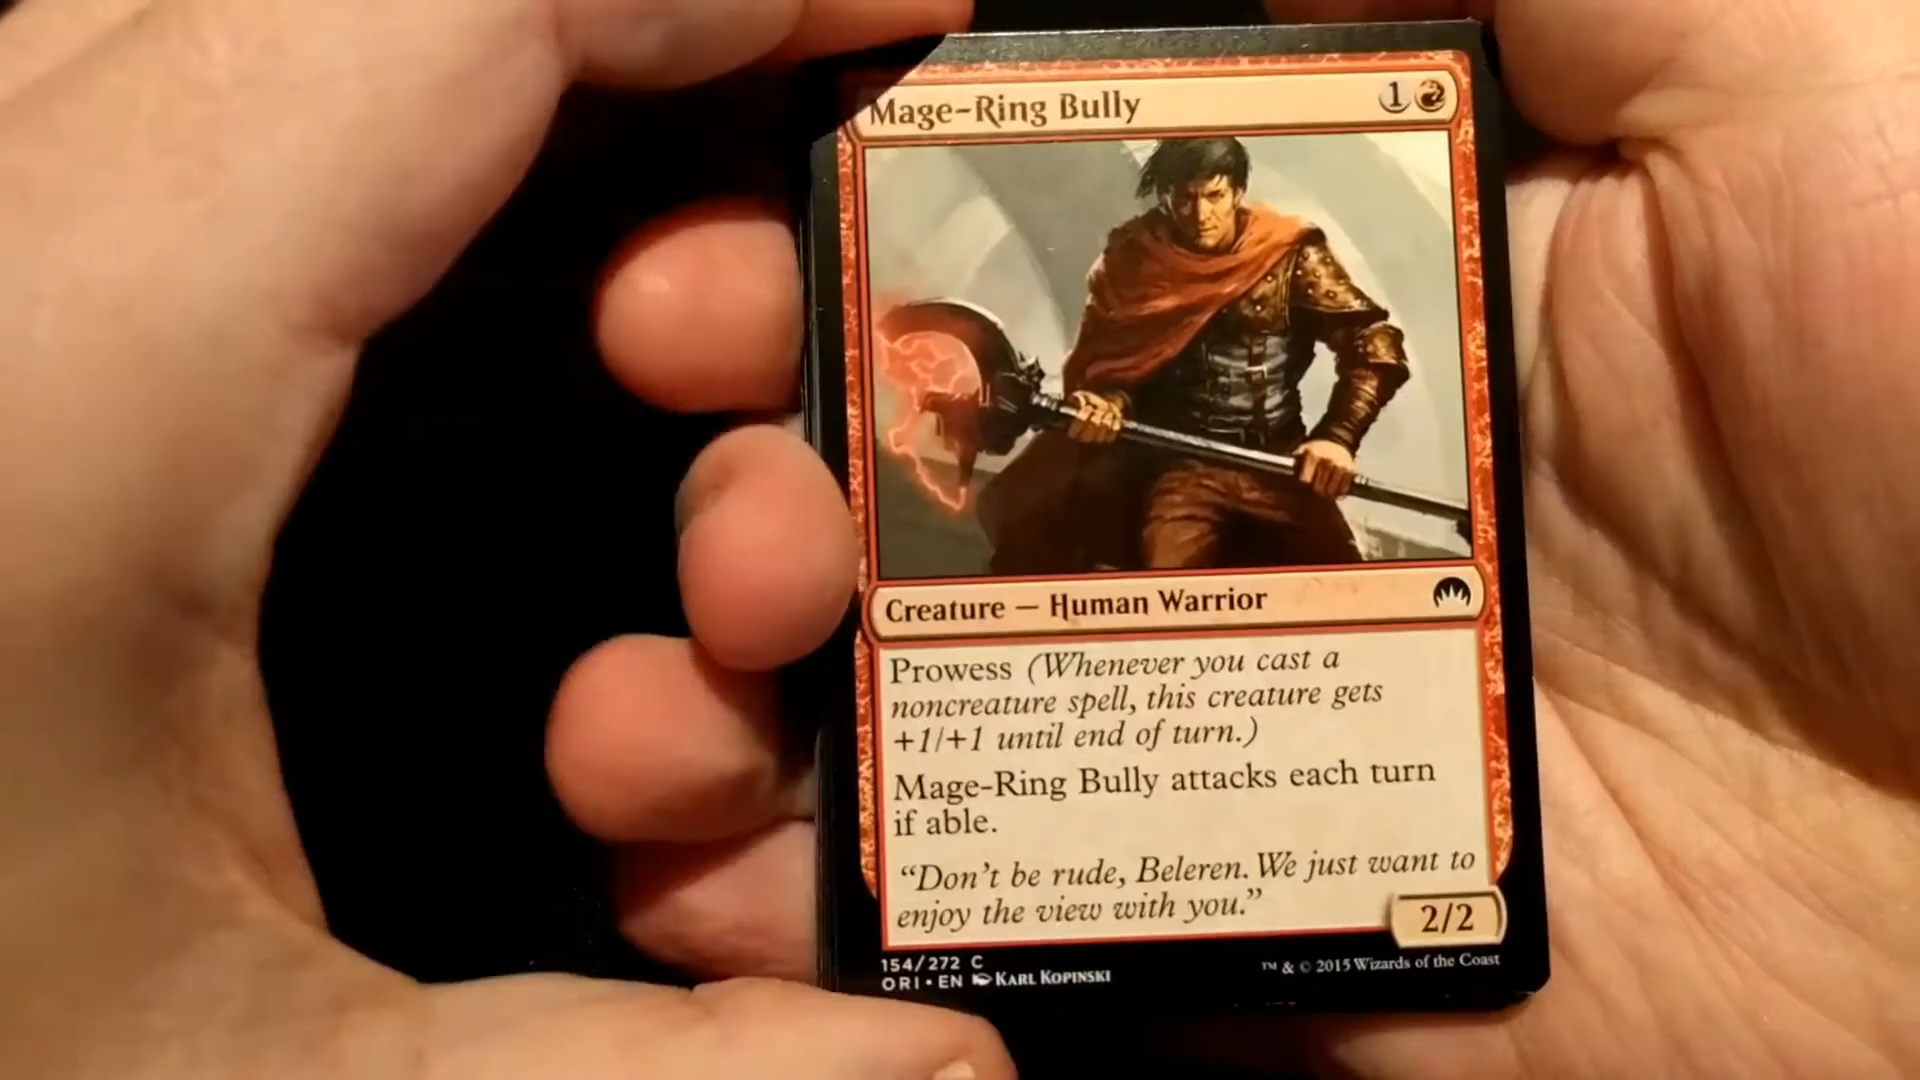 Mage-Ring Bully 1
Creature — Human Warrior
Prowess (Whenever you cast a
noncreature spell, this creature gets
+1/+1 until end of turn.)
Mage-Ring Bully attacks each turn
if able.
“Don't be rude, Beleren. We just want to
enjoy the view with you.”
2/2
154/272 C
ORI • EN KARL KOPINSKI
™ & © 2015 Wizards of the Coast